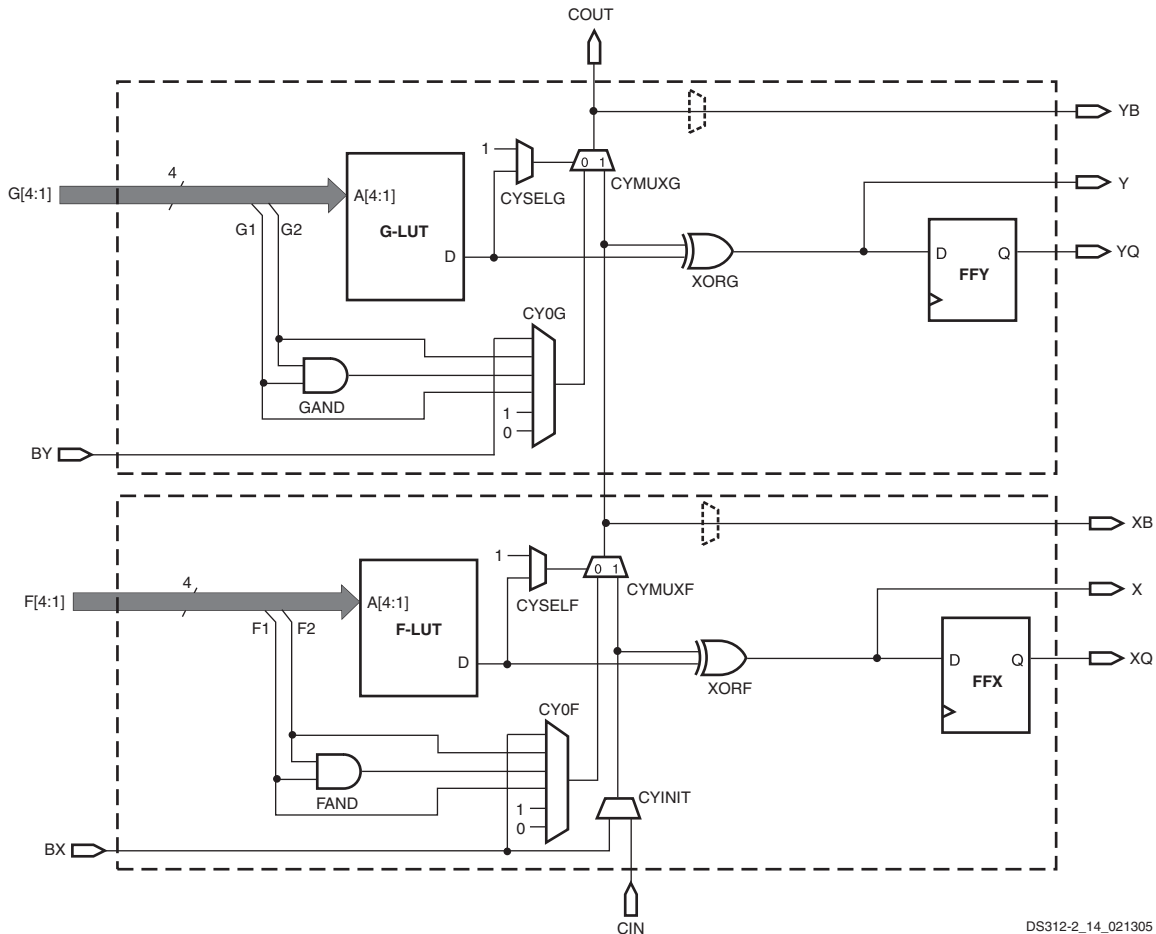 COUT
YB
G[4:1]
4
A[4:1]
G-LUT
D
G1
G2
1
CYSELG
0 1
CYMUXG
Y
XORG
D
Q
FFY
YQ
CY0G
GAND
1
0
BY
XB
F[4:1]
4
A[4:1]
F-LUT
D
F1
F2
1
CYSELF
0 1
CYMUXF
X
XORF
D
Q
FFX
XQ
CY0F
FAND
1
0
CYINIT
BX
CIN
DS312-2_14_021305